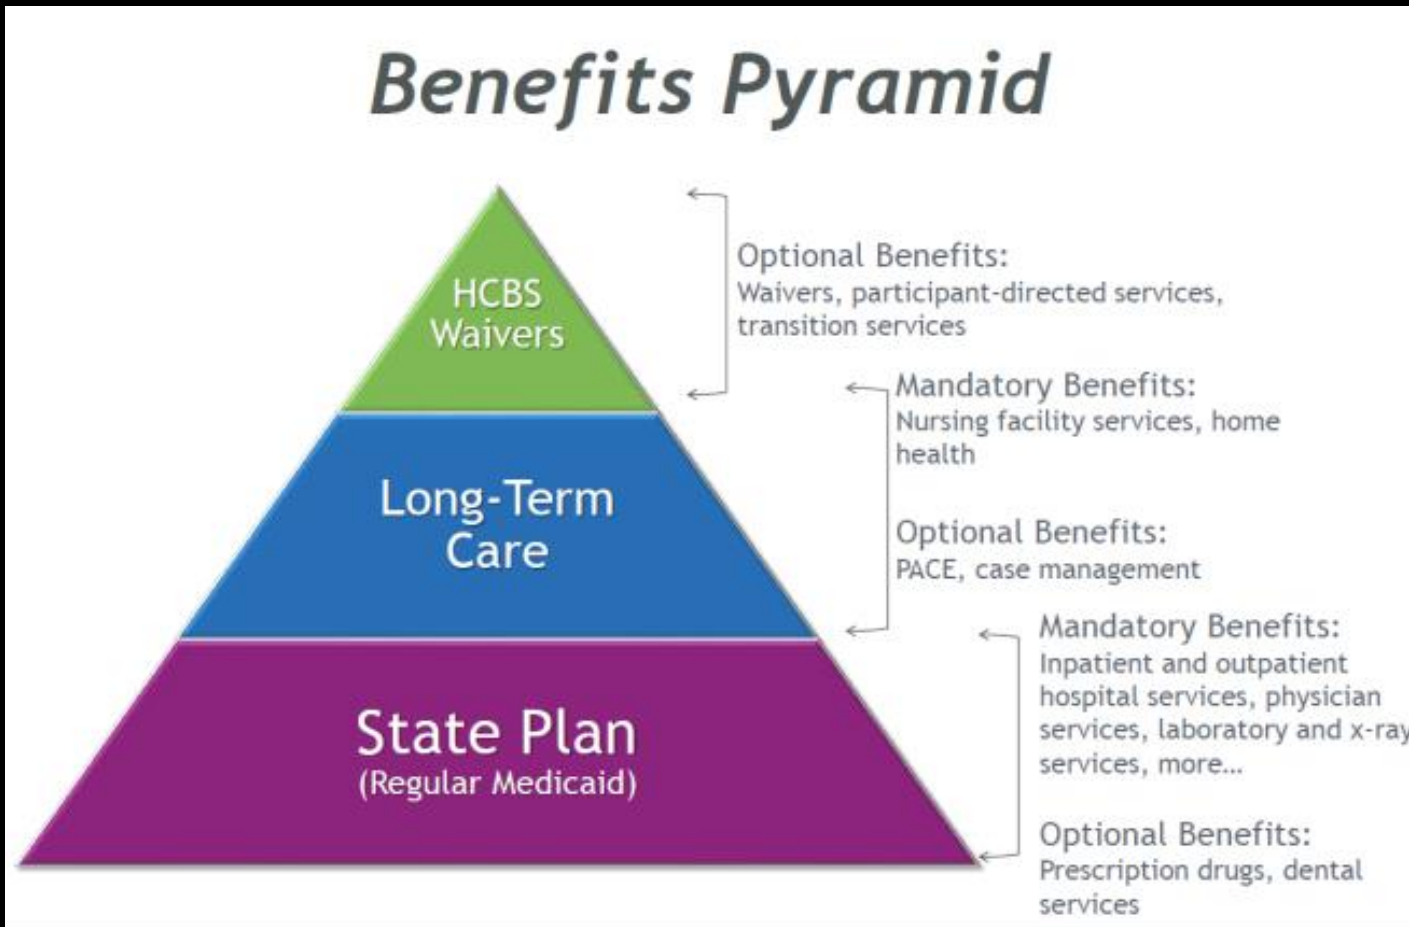 Benefits Pyramid
HCBS
Waivers
Optional Benefits:
Waivers, participant-directed services,
transition services
Long-Term
Care
Mandatory Benefits:
Nursing facility services, home
health
Optional Benefits:
PACE, case management
State Plan
(Regular Medicaid)
Mandatory Benefits:
Inpatient and outpatient
hospital services, physician
services, laboratory and x-ray
services, more…
Optional Benefits:
Prescription drugs, dental
services